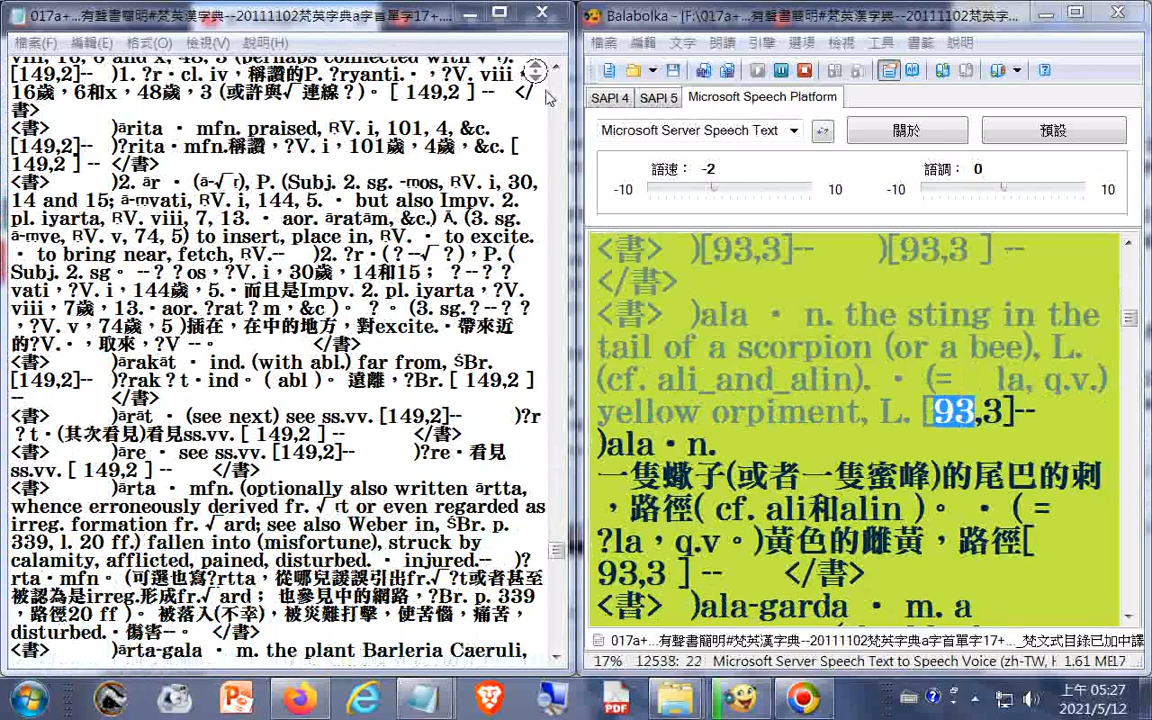 017a+...有聲書簡明#梵英漢字典--20111102梵英字典a字首單字17+...
檔案(F) 編輯(E) 格式(O) 檢視(V) 說明(H)
viii, 16, 6 and x, 48, 3 (perhaps connected with √
[149,2]-- )1. ?r‧cl. iv，稱讚的P. ?ryanti.‧，?V. viii，
16歲，6和x，48歲，3 (或許與√ 連線？)。 [ 149,2 ] -- </
書>
<書> )ārita ‧ mfn. praised, ṚV. i, 101, 4, &c.
[149,2]-- )?rita‧mfn.稱讚，?V. i，101歲，4歲，&c. [
149,2 ] -- </書>
<書> )2. ār ‧ (ā-√ṛ), P. (Subj. 2. sg. -ṛṇos, ṚV. i, 30,
14 and 15; ā-ṛṇvati, ṚV. i, 144, 5. ‧ but also Impv. 2.
pl. iyarta, ṚV. viii, 7, 13. ‧ aor. āratām, &c.) Ā. (3. sg.
ā-ṛṇve, ṚV. v, 74, 5) to insert, place in, ṚV. ‧ to excite.
‧ to bring near, fetch, ṚV.-- )2. ?r‧(？--√ ?)，P. (
Subj. 2. sg。 --？？os，?V. i，30歲，14和15； ？--？？
vati，?V. i，144歲，5.‧而且是Impv. 2. pl. iyarta，?V.
viii，7歲，13.‧aor. ?rat？m，&c )。 ？。 (3. sg.？--？？
，?V. v，74歲，5 )插在，在中的地方，對excite.‧帶來近
的?V.‧，取來，?V --。 </書>
<書> )ārakāt ‧ ind. (with abl.) far from, ŚBr.
[149,2]-- )?rak？t‧ind。( abl )。 遠離，?Br. [ 149,2 ]
-- </書>
<書> )ārāt ‧ (see next) see ss.vv. [149,2]-- )?r
？t‧(其次看見)看見ss.vv. [ 149,2 ] -- </書>
<書> )āre ‧ see ss.vv. [149,2]-- )?re‧看見
ss.vv. [ 149,2 ] -- </書>
<書> )ārta ‧ mfn. (optionally also written ārtta,
whence erroneously derived fr. √ṛt or even regarded as
irreg. formation fr. √ard; see also Weber in, ŚBr. p.
339, l. 20 ff.) fallen into (misfortune), struck by
calamity, afflicted, pained, disturbed. ‧ injured.-- )?
rta‧mfn。(可選也寫?rtta，從哪兒謬誤引出fr.√?t或者甚至
被認為是irreg.形成fr.√ard； 也參見中的網路，?Br. p. 339
，路徑20 ff )。 被落入(不幸)，被災難打擊，使苦惱，痛苦，
disturbed.‧傷害--。 </書>
<書> )ārta-gala ‧ m. the plant Barleria Caeruli,
Balabolka - [F:\017a+...有聲書簡明#梵英漢字典--20111102梵英字...
檔案 編輯 文字 朗讀 引擎 選項 檢視 工具 書籤 說明
SAPI 4 SAPI 5 Microsoft Speech Platform
Microsoft Server Speech Text 關於 預設
語速： -2 語調： 0
-10 10 -10 10
<書> )[93,3]-- )[93,3 ] --
</書>
<書> )ala ‧ n. the sting in the
tail of a scorpion (or a bee), L.
(cf. ali_and_alin). ‧ (= la, q.v.)
yellow orpiment, L. [93,3]--
)ala‧n.
一隻蠍子(或者一隻蜜峰)的尾巴的刺
，路徑( cf. ali和alin )。 ‧ ( =
?la，q.v。)黃色的雌黃，路徑[
93,3 ] -- </書>
<書> )ala-garda ‧ m. a
017a+...有聲書簡明#梵英漢字典--20111102梵英字典a字首單字17+..._梵文式目錄已加中譯
17% 12538: 22 Microsoft Server Speech Text to Speech Voice (zh-TW, H 1.61 ME
上午 05:27
2021/5/12